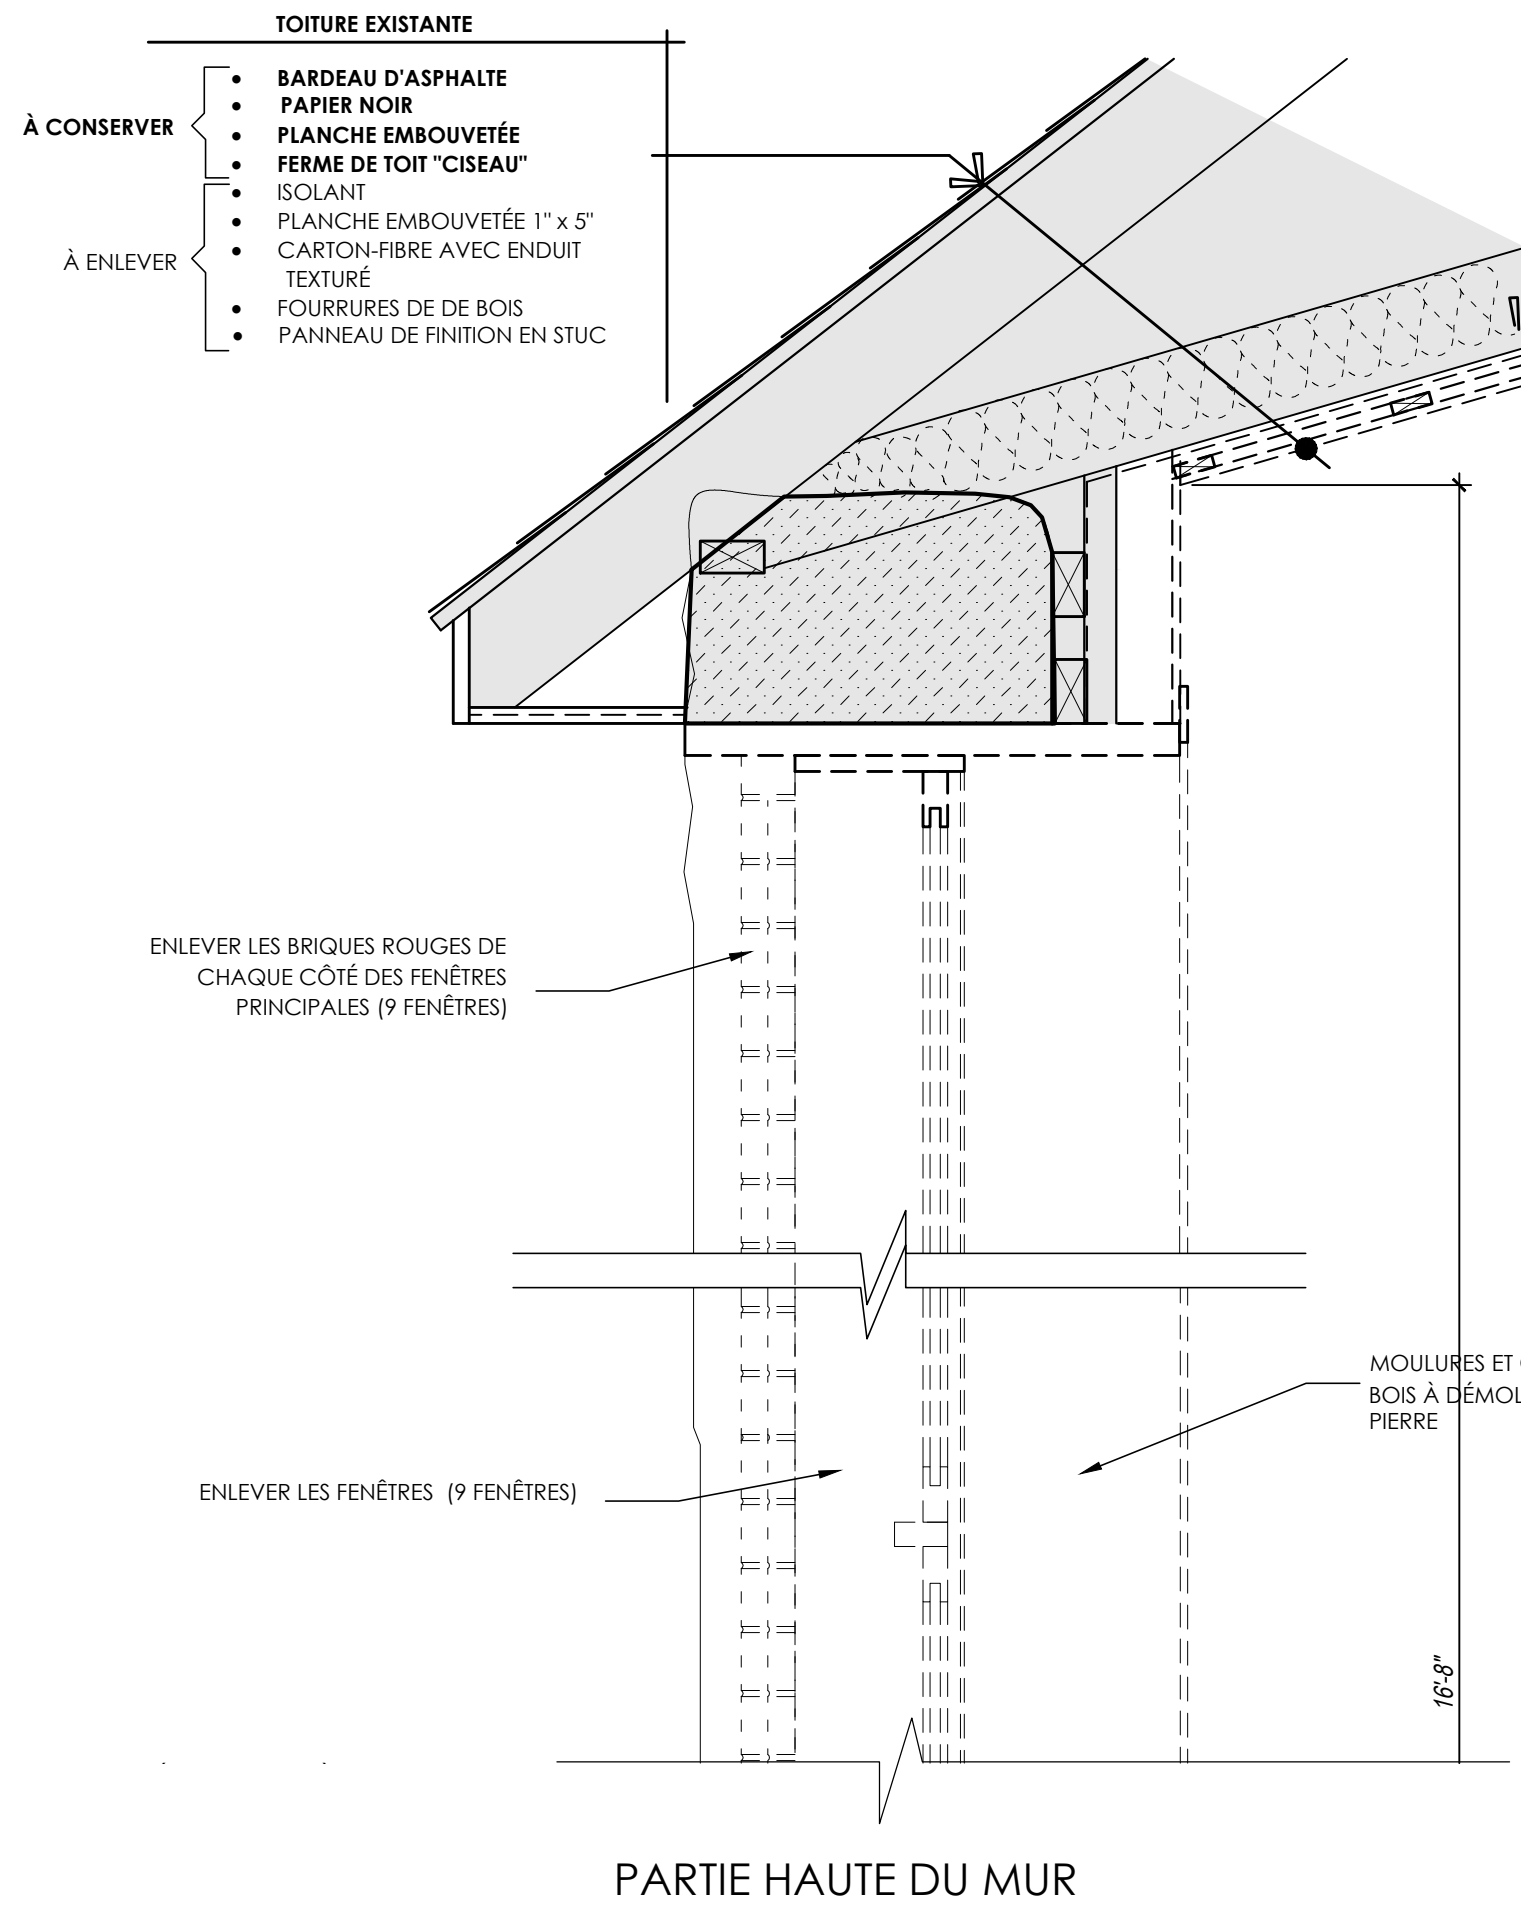 TOITURE EXISTANTE
À CONSERVER
• BARDEAU D'ASPHALTE
• PAPIER NOIR
• PLANCHE EMBOUVETÉE
• FERME DE TOIT "CISEAU"
À ENLEVER
• ISOLANT
• PLANCHE EMBOUVETÉE 1" x 5"
• CARTON-FIBRE AVEC ENDUIT
TEXTURÉ
• FOURRURES DE DE BOIS
• PANNEAU DE FINITION EN STUC
ENLEVER LES BRIQUES ROUGES DE
CHAQUE CÔTÉ DES FENÊTRES
PRINCIPALES (9 FENÊTRES)
MOULURES ET
BOIS À DÉMOL
PIERRE
ENLEVER LES FENÊTRES (9 FENÊTRES)
16'-8"
PARTIE HAUTE DU MUR